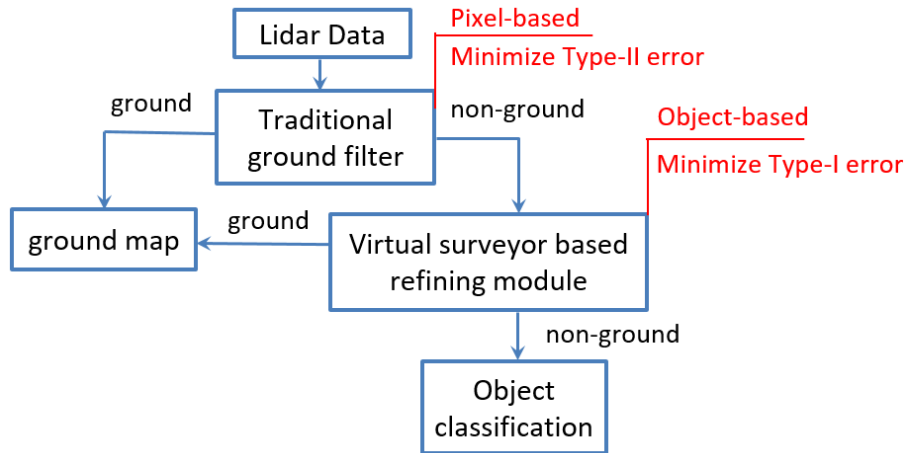 Lidar Data
Pixel-based
Minimize Type-II error
ground
Traditional
ground filter
non-ground
Object-based
Minimize Type-I error
ground map
ground
Virtual surveyor based
refining module
non-ground
Object
classification